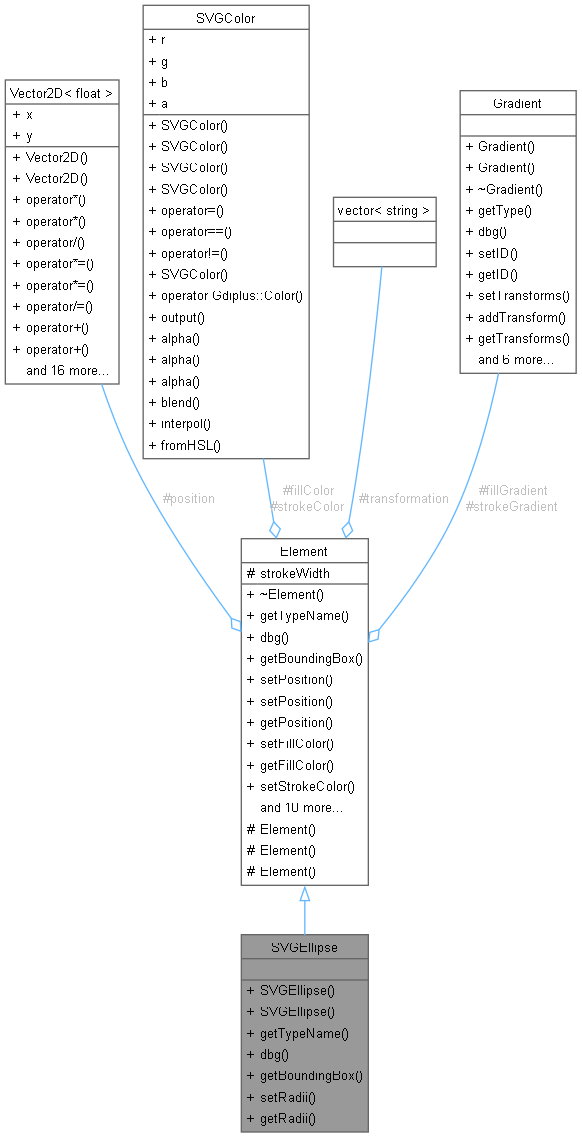 SVGColor
+ r
+ g
+ b
+ a
+ SVGColor()
+ SVGColor()
+ SVGColor()
+ SVGColor()
+ operator=()
+ operator==()
+ operator!=()
+ SVGColor()
+ operator Gdiplus::Color()
+ output()
+ alpha()
+ alpha()
+ alpha()
+ blend()
+ interpol()
+ fromHSL()
Vector2D< float >
+ x
+ y
+ Vector2D()
+ Vector2D()
+ operator*()
+ operator*()
+ operator/()
+ operator*=()
+ operator*=()
+ operator/=()
+ operator+()
+ operator+()
and 16 more...
vector< string >
Gradient
+ Gradient()
+ Gradient()
+ ~Gradient()
+ getType()
+ dbg()
+ setID()
+ getID()
+ setTransforms()
+ addTransform()
+ getTransforms()
and 6 more...
#position
#fillColor
#strokeColor
#transformation
#fillGradient
#strokeGradient
Element
# strokeWidth
+ ~Element()
+ getTypeName()
+ dbg()
+ getBoundingBox()
+ setPosition()
+ setPosition()
+ getPosition()
+ setFillColor()
+ getFillColor()
+ setStrokeColor()
and 10 more...
# Element()
# Element()
# Element()
SVGEllipse
+ SVGEllipse()
+ SVGEllipse()
+ getTypeName()
+ dbg()
+ getBoundingBox()
+ setRadii()
+ getRadii()